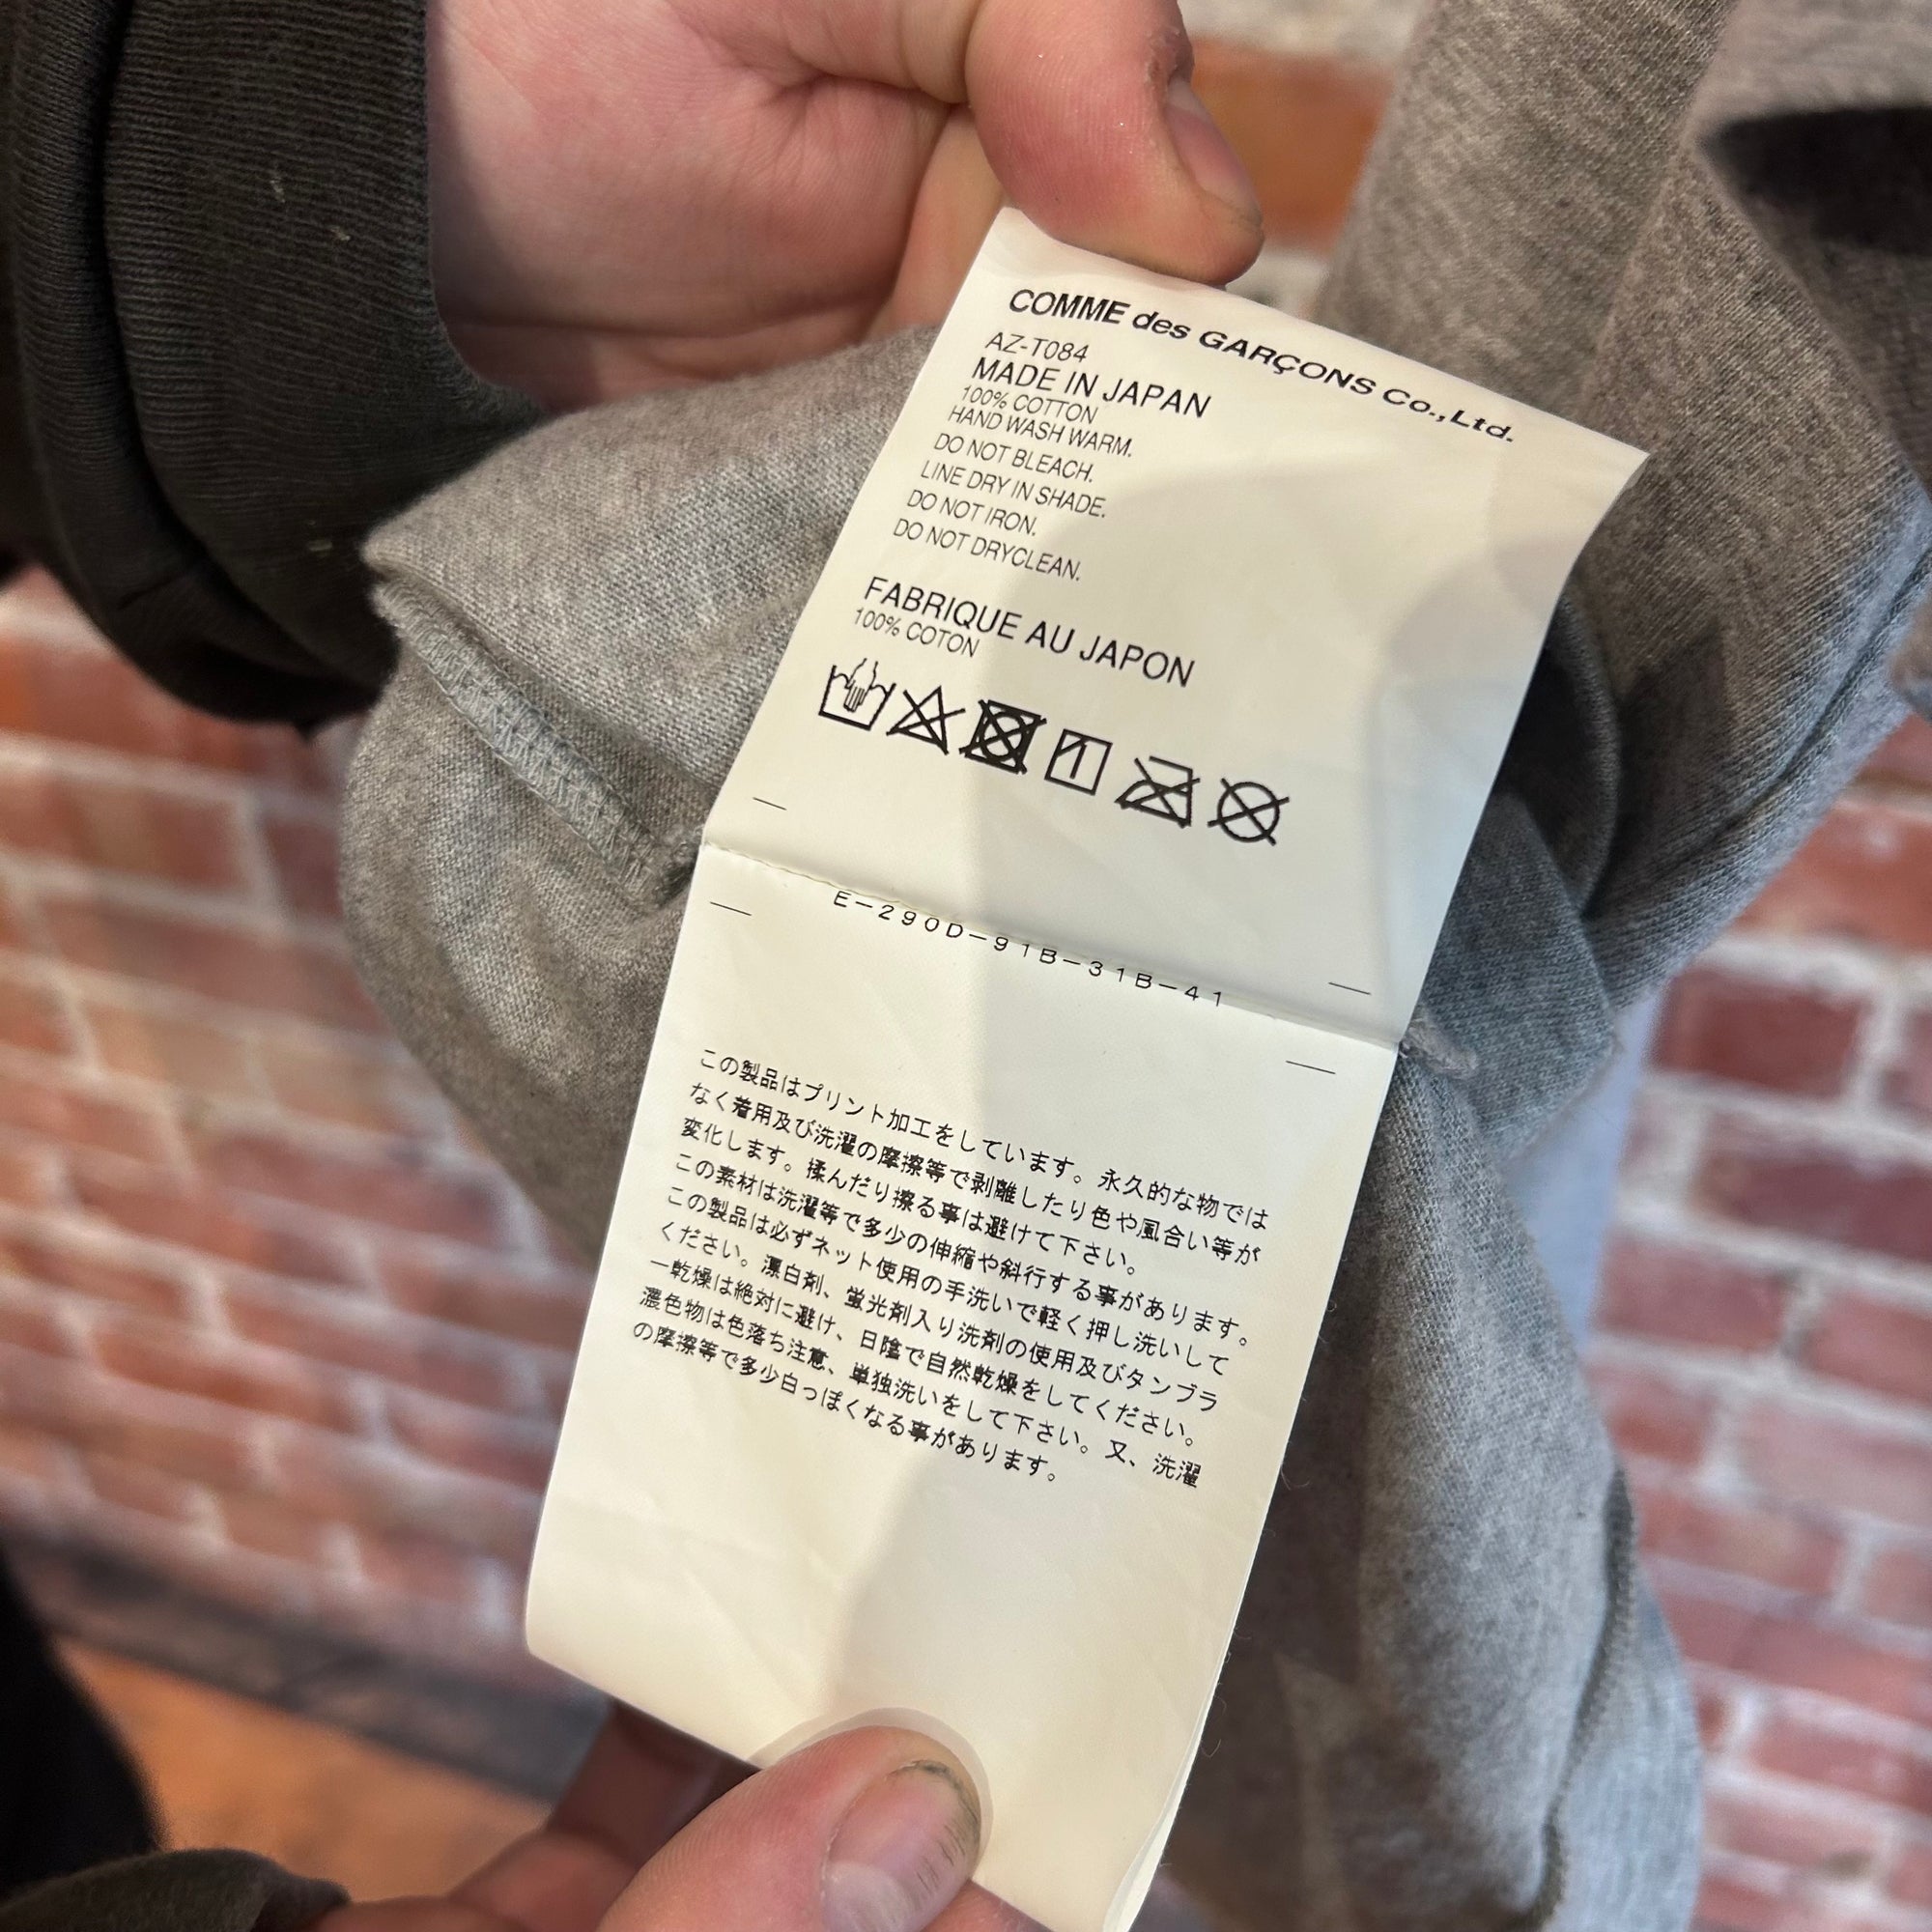 COMME des GARÇONS Co.,Ltd.
AZ-T084
MADE IN JAPAN
100% COTTON
HAND WASH WARM.
DO NOT BLEACH.
LINE DRY IN SHADE.
DO NOT IRON.
DO NOT DRYCLEAN.
FABRIQUE AU JAPON
100% COTON
E-290D-91B-31B-41
この製品はプリント加工をしています。永久的な物では
なく着用及び洗濯の摩擦等で剥離したり色や風合い等が
変化します。揉んだり擦る事は避けて下さい。
この素材は洗濯等で多少の伸縮や斜行する事があります。
この製品は必ずネット使用の手洗いで軽く押し洗いして
ください。漂白剤、蛍光剤入り洗剤の使用及びタンブラ
ー乾燥は絶対に避け、日陰で自然乾燥をしてください。
濃色物は色落ち注意、単独洗いをして下さい。又、洗濯
の摩擦等で多少白っぽくなる事があります。